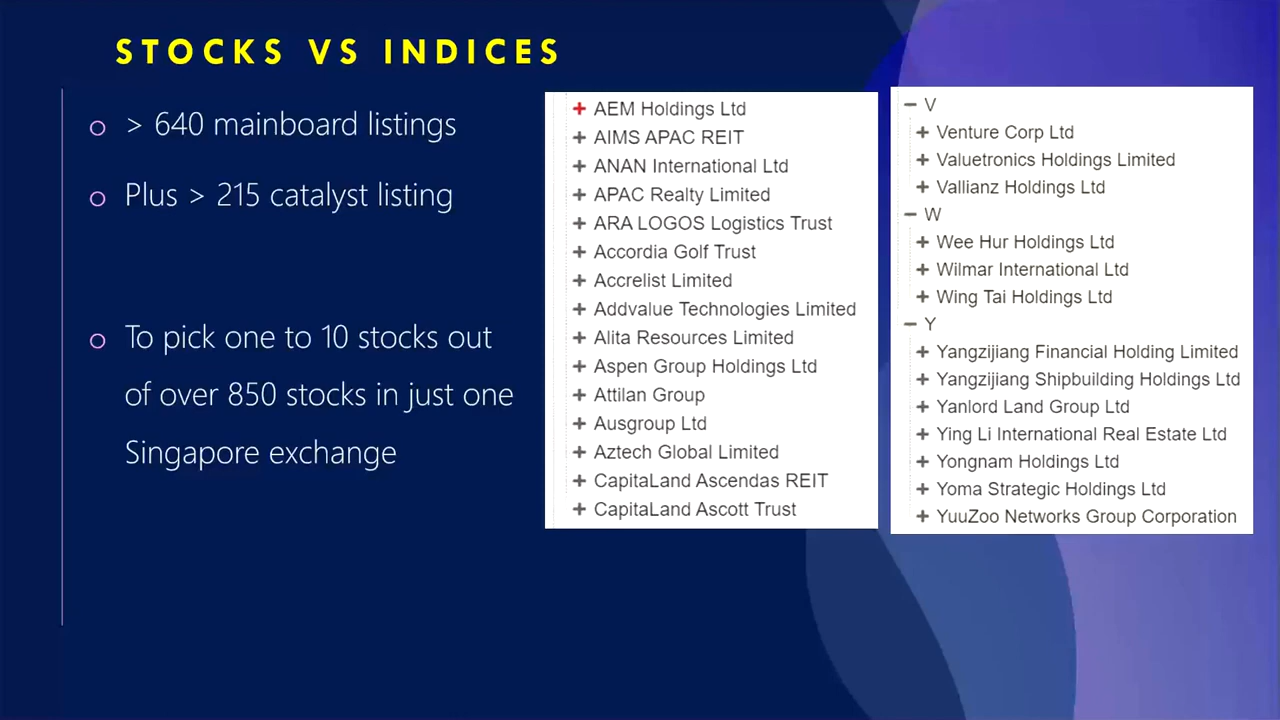 STOCKS VS INDICES
> 640 mainboard listings
Plus > 215 catalyst listing
To pick one to 10 stocks out
of over 850 stocks in just one
Singapore exchange
AEM Holdings Ltd
AIMS APAC REIT
ANAN International Ltd
APAC Realty Limited
ARA LOGOS Logistics Trust
Accordia Golf Trust
Accrelist Limited
Addvalue Technologies Limited
Alita Resources Limited
Aspen Group Holdings Ltd
Attilan Group
Ausgroup Ltd
Aztech Global Limited
CapitaLand Ascendas REIT
CapitaLand Ascott Trust
V
Venture Corp Ltd
Valuetronics Holdings Limited
Vallianz Holdings Ltd
W
Wee Hur Holdings Ltd
Wilmar International Ltd
Wing Tai Holdings Ltd
Y
Yangzijiang Financial Holding Limited
Yangzijiang Shipbuilding Holdings Ltd
Yanlord Land Group Ltd
Ying Li International Real Estate Ltd
Yongnam Holdings Ltd
Yoma Strategic Holdings Ltd
YuuZoo Networks Group Corporation